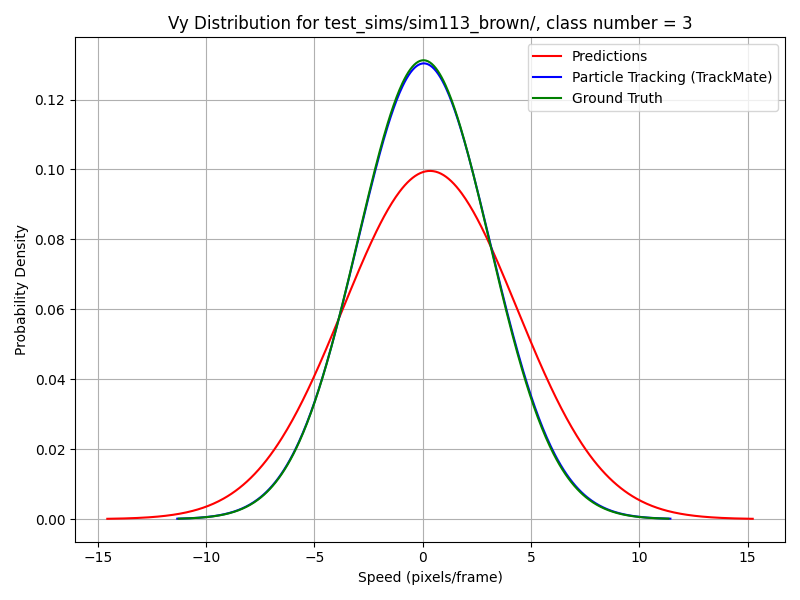 Vy Distribution for test_sims/sim113_brown/, class number = 3
Predictions
Particle Tracking (TrackMate)
Ground Truth
Probability Density
0.12
0.10
0.08
0.06
0.04
0.02
0.00
−15
−10
−5
0
5
10
15
Speed (pixels/frame)